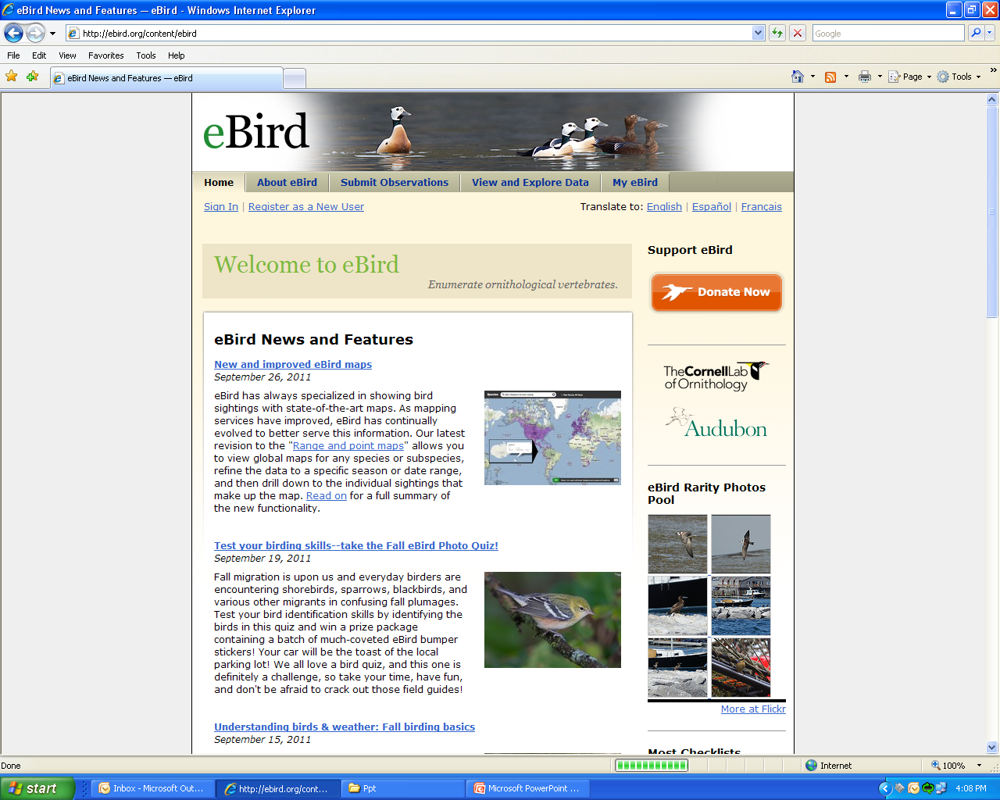 eBird News and Features — eBird - Windows Internet Explorer
http://ebird.org/content/ebird
Google
File Edit View Favorites Tools Help
eBird News and Features — eBird
Page Tools
eBird
Home About eBird Submit Observations View and Explore Data My eBird
Sign In | Register as a New User
Translate to: English | Español | Français
Welcome to eBird
Enumerate ornithological vertebrates.
eBird News and Features
New and improved eBird maps
September 26, 2011
eBird has always specialized in showing bird
sightings with state-of-the-art maps. As mapping
services have improved, eBird has continually
evolved to better serve this information. Our latest
revision to the "Range and point maps" allows you
to view global maps for any species or subspecies,
refine the data to a specific season or date range,
and then drill down to the individual sightings that
make up the map. Read on for a full summary of
the new functionality.
Test your birding skills--take the Fall eBird Photo Quiz!
September 19, 2011
Fall migration is upon us and everyday birders are
encountering shorebirds, sparrows, blackbirds, and
various other migrants in confusing fall plumages.
Test your bird identification skills by identifying the
birds in this quiz and win a prize package
containing a batch of much-coveted eBird bumper
stickers! Your car will be the toast of the local
parking lot! We all love a bird quiz, and this one is
definitely a challenge, so take your time, have fun,
and don't be afraid to crack out those field guides!
Understanding birds & weather: Fall birding basics
September 15, 2011
Support eBird
Donate Now
TheCornellLab
of Ornithology
Audubon
eBird Rarity Photos
Pool
More at Flickr
Most Checklists
Done
Internet
100%
start
Inbox - Microsoft Out...
http://ebird.org/cont...
Ppt
Microsoft PowerPoint ...
4:08 PM